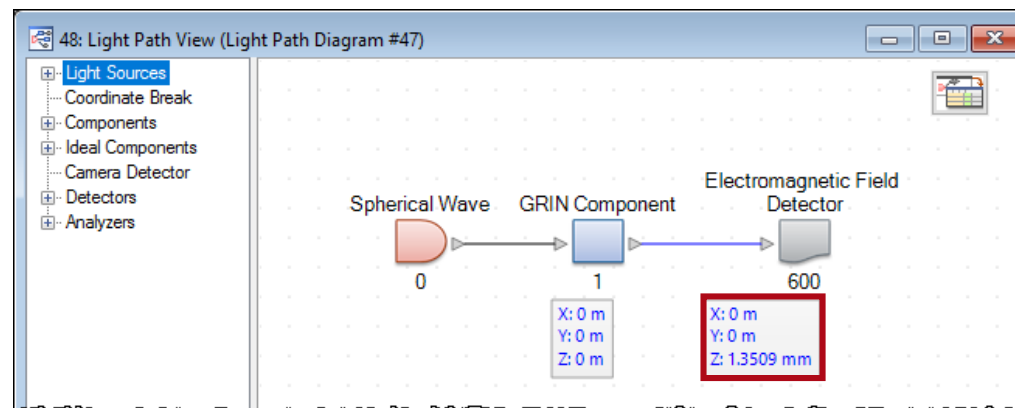 48: Light Path View (Light Path Diagram #47)
Light Sources
Coordinate Break
Components
Ideal Components
Camera Detector
Detectors
Analyzers
Spherical Wave
GRIN Component
Electromagnetic Field
Detector
0
1
600
X: 0 m
Y: 0 m
Z: 0 m
X: 0 m
Y: 0 m
Z: 1.3509 mm